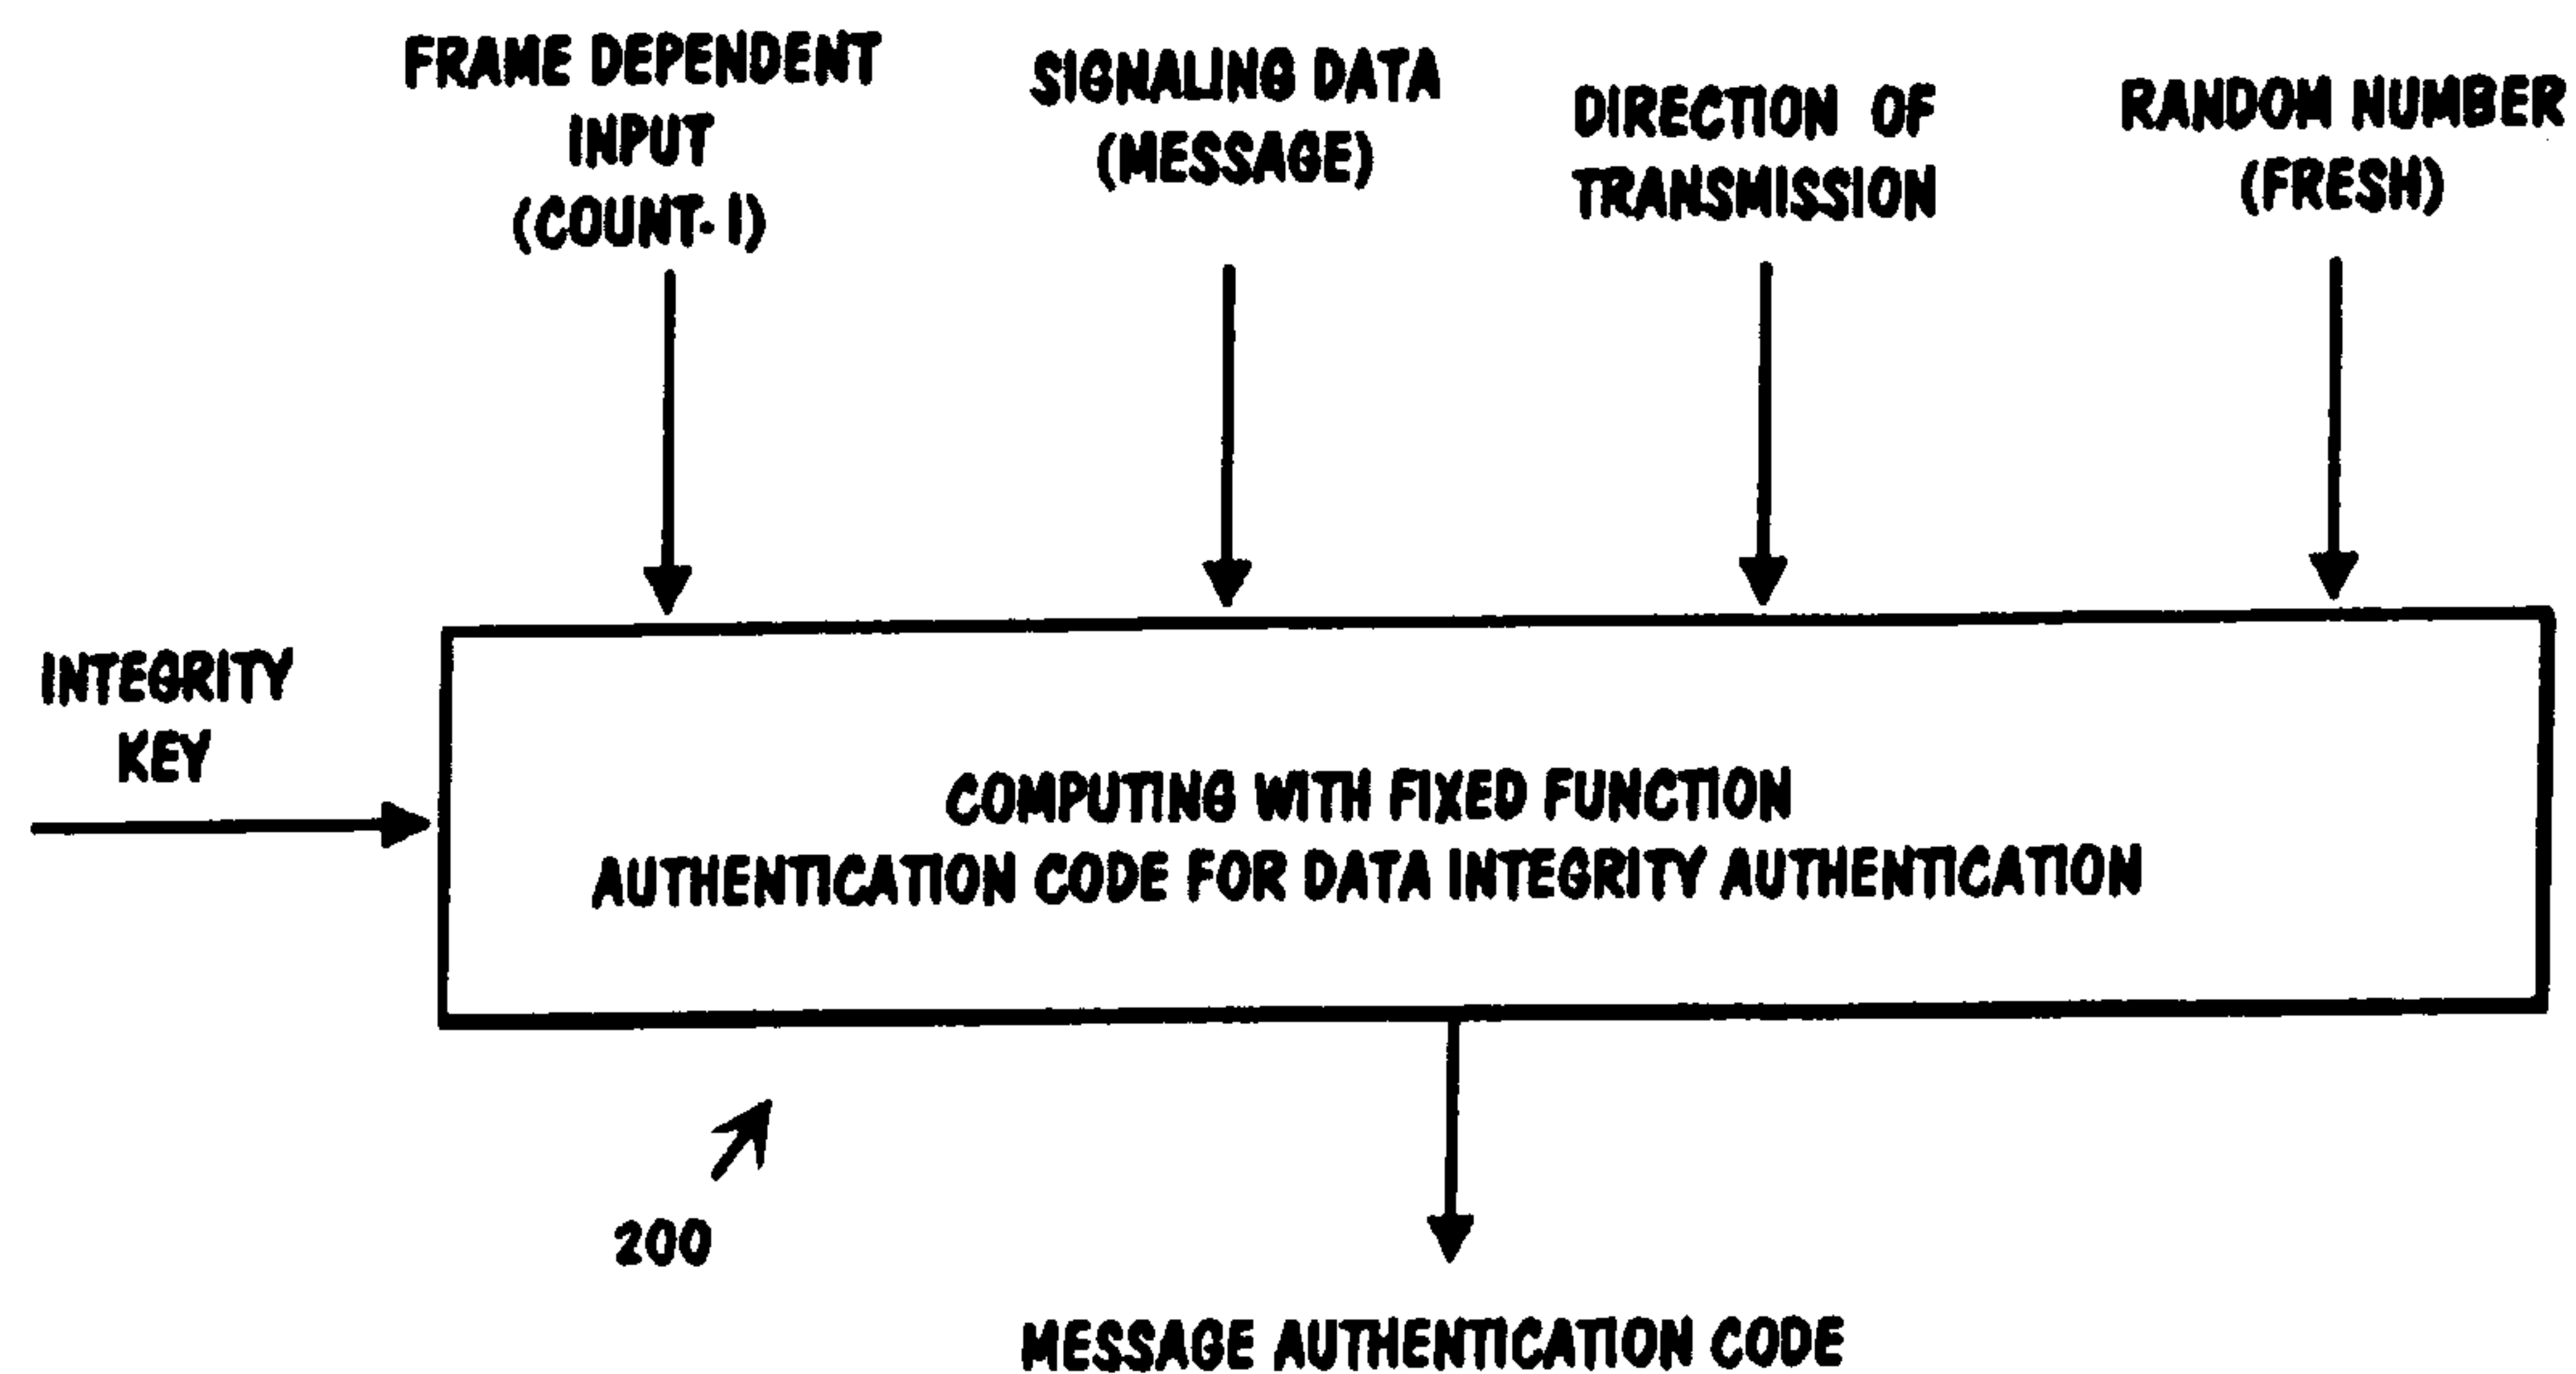 FRAME DEPENDENT
INPUT
(COUNT-I)
SIGNALING DATA
(MESSAGE)
DIRECTION OF
TRANSMISSION
RANDOM NUMBER
(FRESH)
INTEGRITY
KEY
COMPUTING WITH FIXED FUNCTION
AUTHENTICATION CODE FOR DATA INTEGRITY AUTHENTICATION
200
MESSAGE AUTHENTICATION CODE